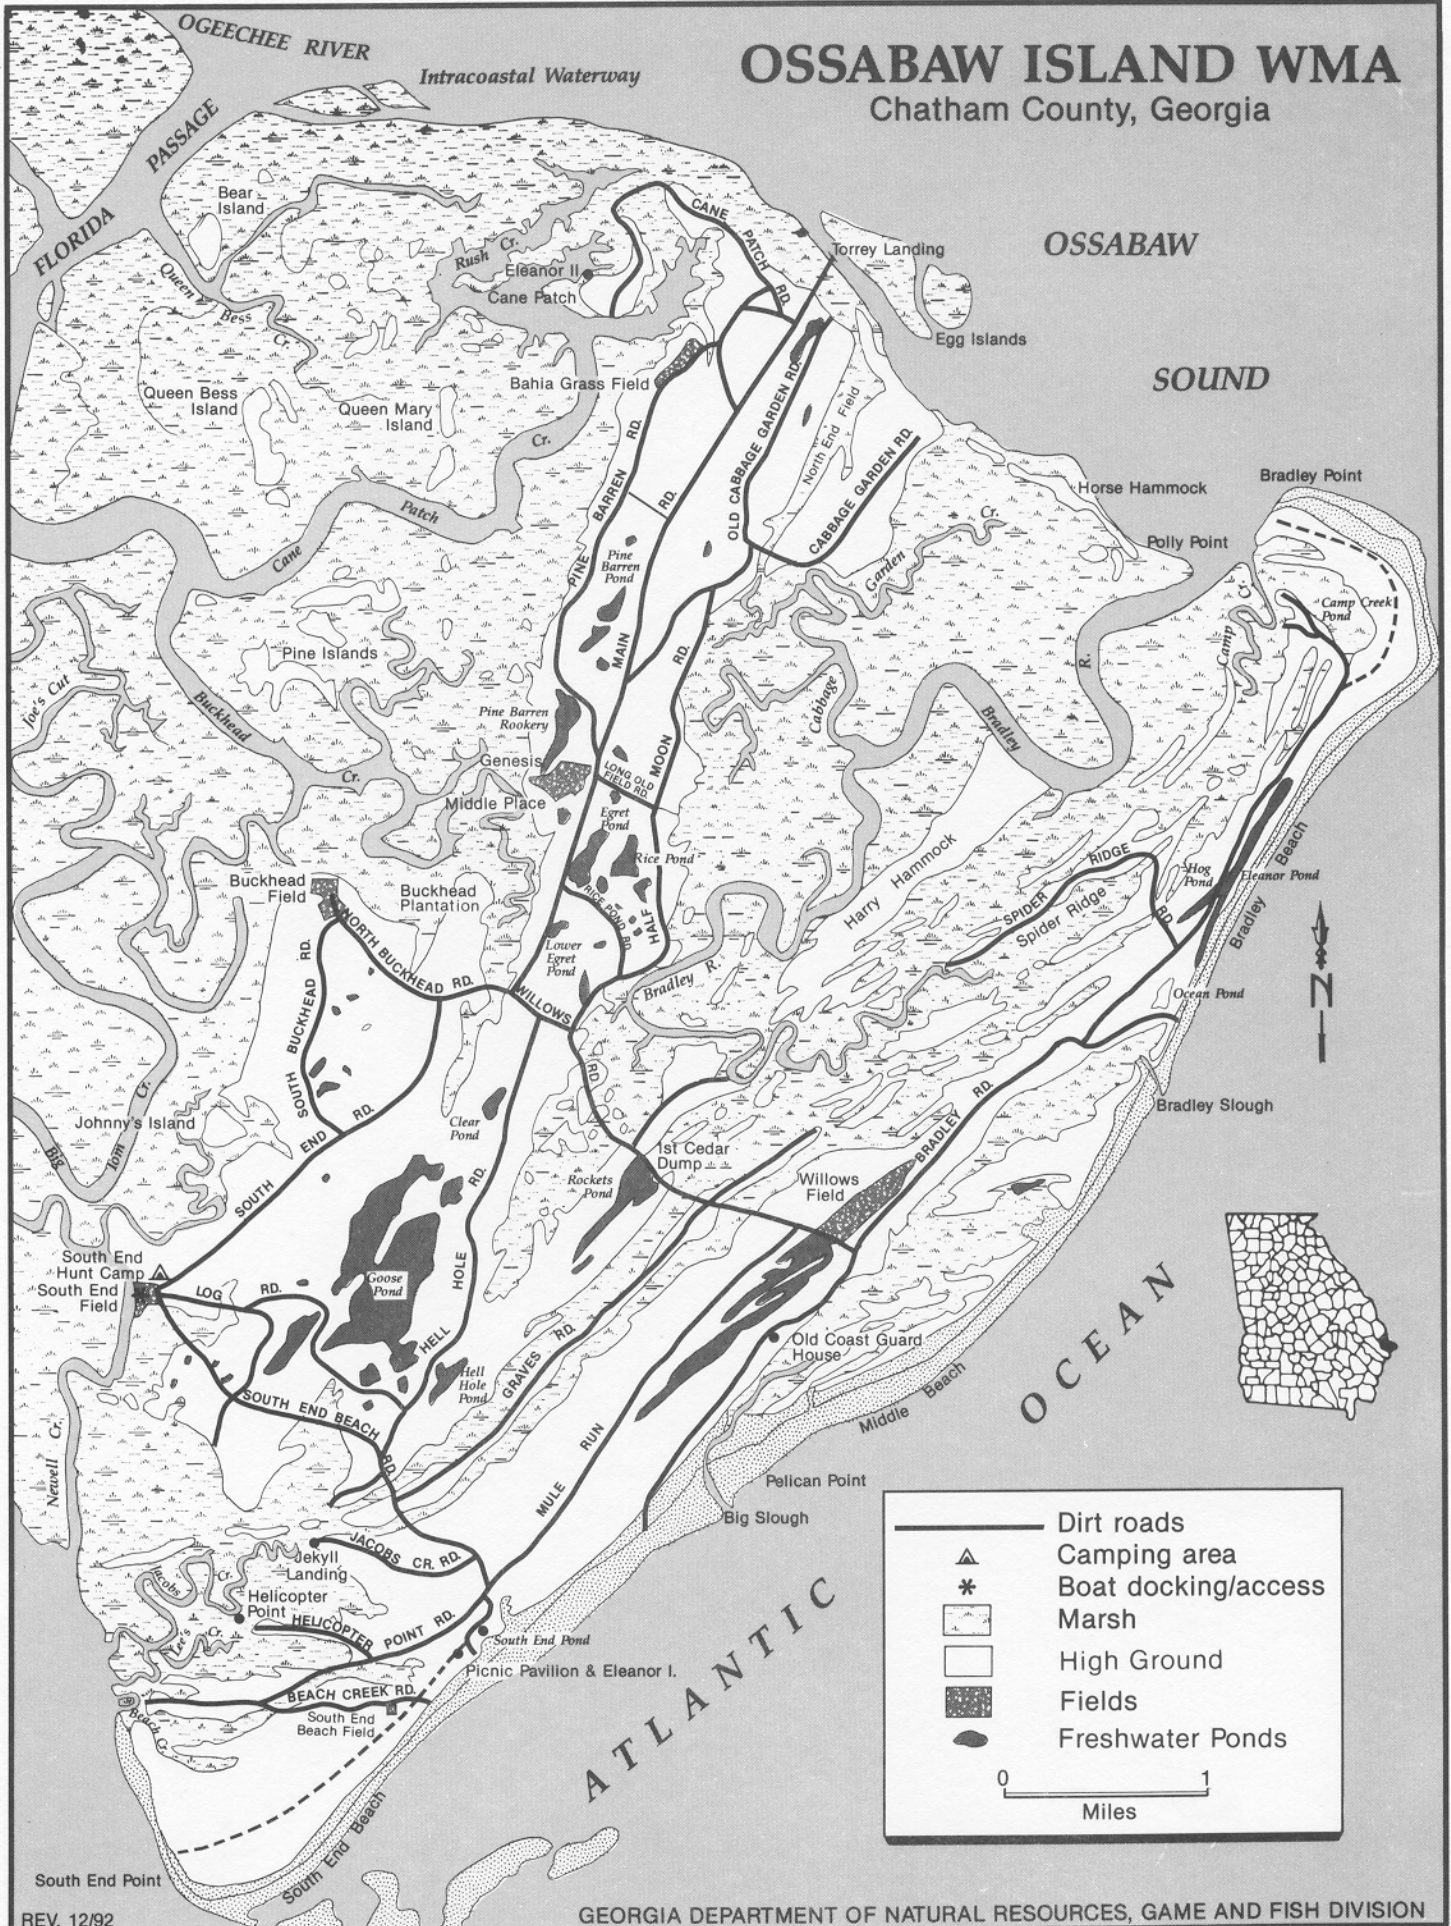 OGEECHEE RIVER
Intracoastal Waterway
OSSABAW ISLAND WMA
Chatham County, Georgia
FLORIDA PASSAGE
Bear
Island
Rush Cr.
Eleanor II
Cane Patch
CANE PATCH RD.
Torrey Landing
OSSABAW
SOUND
Egg Islands
Queen Bess Cr.
Queen Bess
Island
Queen Mary
Island
Bahia Grass Field
PINE BARREN RD.
MAIN RD.
OLD CABBAGE GARDEN RD.
North End Field
CABBAGE GARDEN RD.
Cane Patch Cr.
Horse Hammock
Bradley Point
Polly Point
Pine
Barren
Pond
Cabbage Garden Cr.
Camp Cr.
Camp Creek
Pond
Pine Islands
Joe's Cut
Buckhead Cr.
Bradley R.
Pine Barren
Rookery
Genesis
Middle Place
LONG OLD
FIELD RD.
HALF MOON RD.
Egret
Pond
Rice Pond
RICE POND RD.
Harry Hammock
SPIDER RIDGE RD.
Spider Ridge
Hog
Pond
Eleanor Pond
Bradley Beach
Buckhead
Field
Buckhead
Plantation
NORTH BUCKHEAD RD.
SOUTH BUCKHEAD RD.
Lower
Egret
Pond
WILLOWS RD.
Bradley R.
Ocean Pond
N
Bradley Slough
Johnny's Island
Big Tom Cr.
SOUTH END RD.
Clear
Pond
1st Cedar
Dump
Rockets
Pond
Willows
Field
BRADLEY RD.
South End
Hunt Camp
South End
Field
LOG RD.
Goose
Pond
HELL HOLE RD.
Hell
Hole
Pond
GRAVES RD.
Old Coast Guard
House
Middle Beach
SOUTH END BEACH RD.
MULE RUN
Newell Cr.
Pelican Point
Big Slough
JACOBS CR. RD.
Jekyll
Landing
Jacobs Cr.
Helicopter
Point
HELICOPTER POINT RD.
Lee's Cr.
South End Pond
Picnic Pavilion & Eleanor I.
BEACH CREEK RD.
South End
Beach Field
Beach Cr.
South End Beach
South End Point
ATLANTIC OCEAN
Dirt roads
Camping area
Boat docking/access
Marsh
High Ground
Fields
Freshwater Ponds
0 1
Miles
REV. 12/92
GEORGIA DEPARTMENT OF NATURAL RESOURCES, GAME AND FISH DIVISION